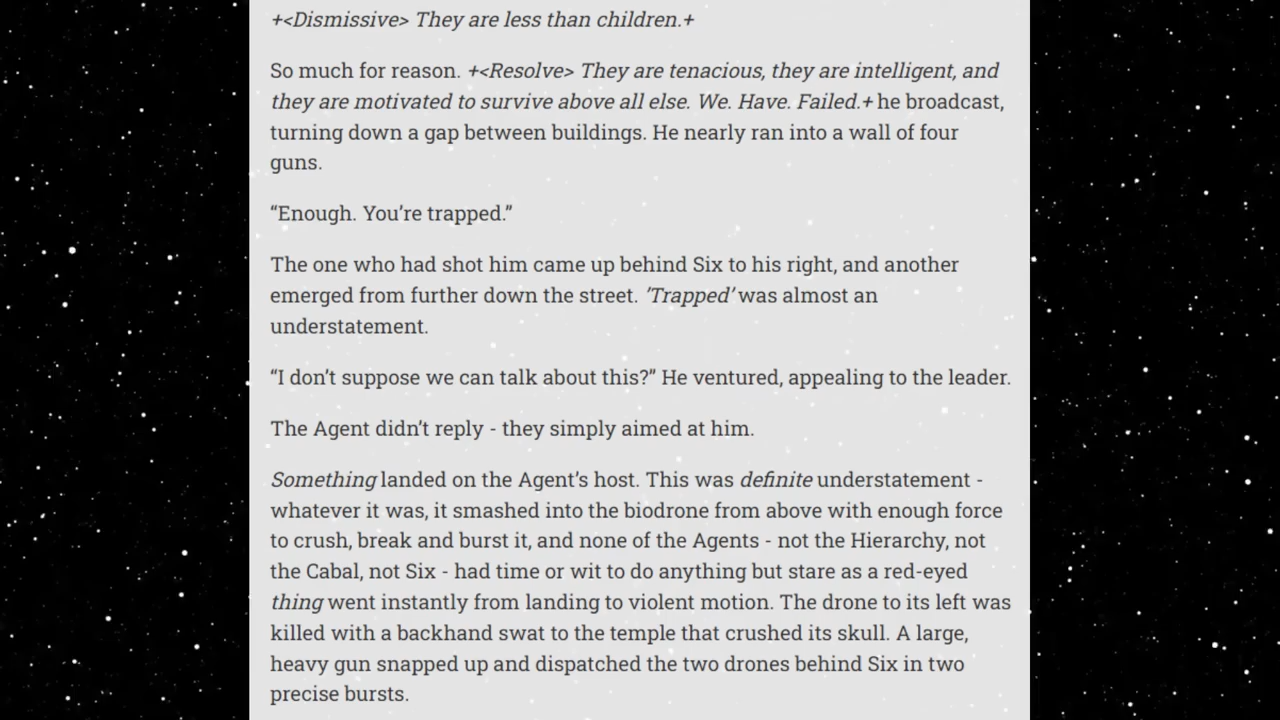 +<Dismissive> They are less than children.+
So much for reason. +<Resolve> They are tenacious, they are intelligent, and
they are motivated to survive above all else. We. Have. Failed.+ he broadcast,
turning down a gap between buildings. He nearly ran into a wall of four
guns.
“Enough. You’re trapped.”
The one who had shot him came up behind Six to his right, and another
emerged from further down the street. ’Trapped’ was almost an
understatement.
“I don’t suppose we can talk about this?” He ventured, appealing to the leader.
The Agent didn’t reply - they simply aimed at him.
Something landed on the Agent’s host. This was definite understatement -
whatever it was, it smashed into the biodrone from above with enough force
to crush, break and burst it, and none of the Agents - not the Hierarchy, not
the Cabal, not Six - had time or wit to do anything but stare as a red-eyed
thing went instantly from landing to violent motion. The drone to its left was
killed with a backhand swat to the temple that crushed its skull. A large,
heavy gun snapped up and dispatched the two drones behind Six in two
precise bursts.